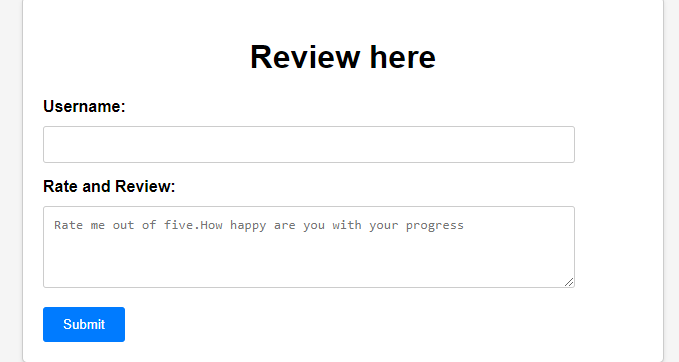 Review here
Username:
Rate and Review:
Rate me out of five.How happy are you with your progress
Submit